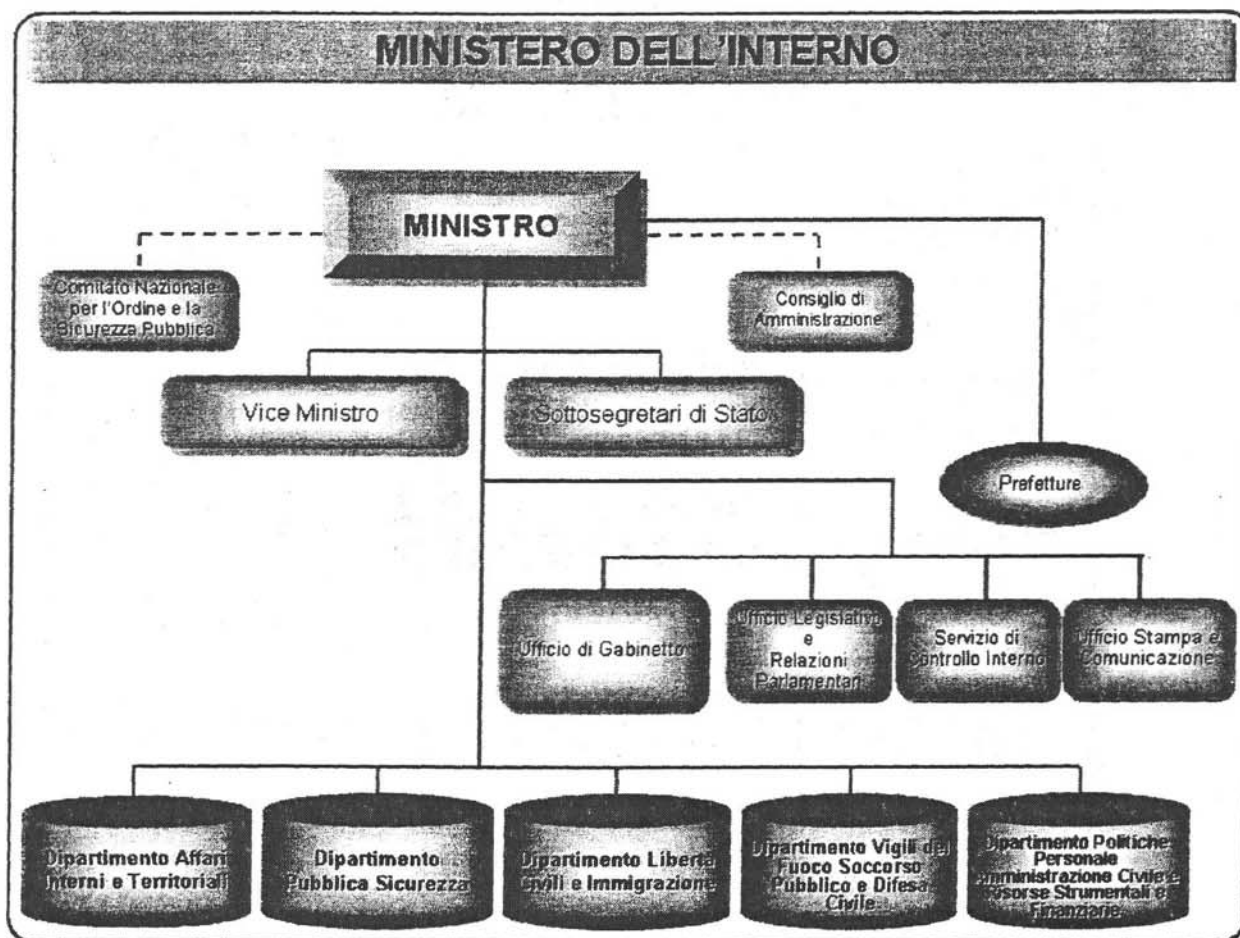 MINISTERO DELL'INTERNO
MINISTRO
Comitato Nazionale
per l'Ordine e la
Sicurezza Pubblica
Consiglio di
Amministrazione
Vice Ministro
Sottosegretari di Stato
Prefetture
Ufficio di Gabinetto
Ufficio Legislativo
e
Relazioni
Parlamentari
Servizio di
Controllo Interno
Ufficio Stampa e
Comunicazione
Dipartimento Affari
Interni e Territoriali
Dipartimento
Pubblica Sicurezza
Dipartimento Libertà
Civili e Immigrazione
Dipartimento Vigili del
Fuoco Soccorso
Pubblico e Difesa
Civile
Dipartimento Politiche
Personale
Amministrazione Civile e
Risorse Strumentali e
Finanziarie